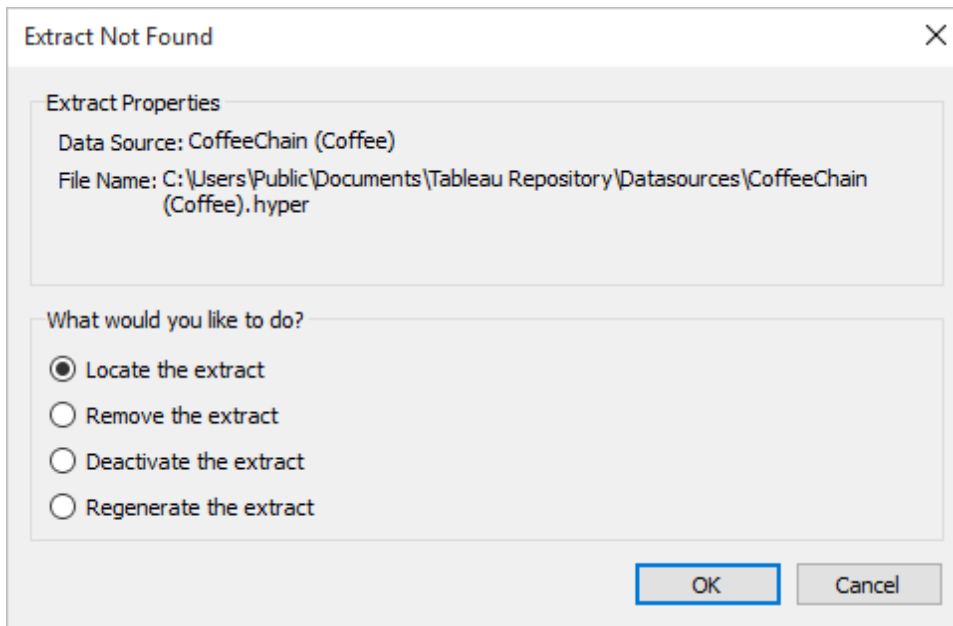 Extract Not Found
Extract Properties
Data Source: CoffeeChain (Coffee)
File Name: C:\Users\Public\Documents\Tableau Repository\Datasources\CoffeeChain
(Coffee).hyper
What would you like to do?
Locate the extract
Remove the extract
Deactivate the extract
Regenerate the extract
OK Cancel